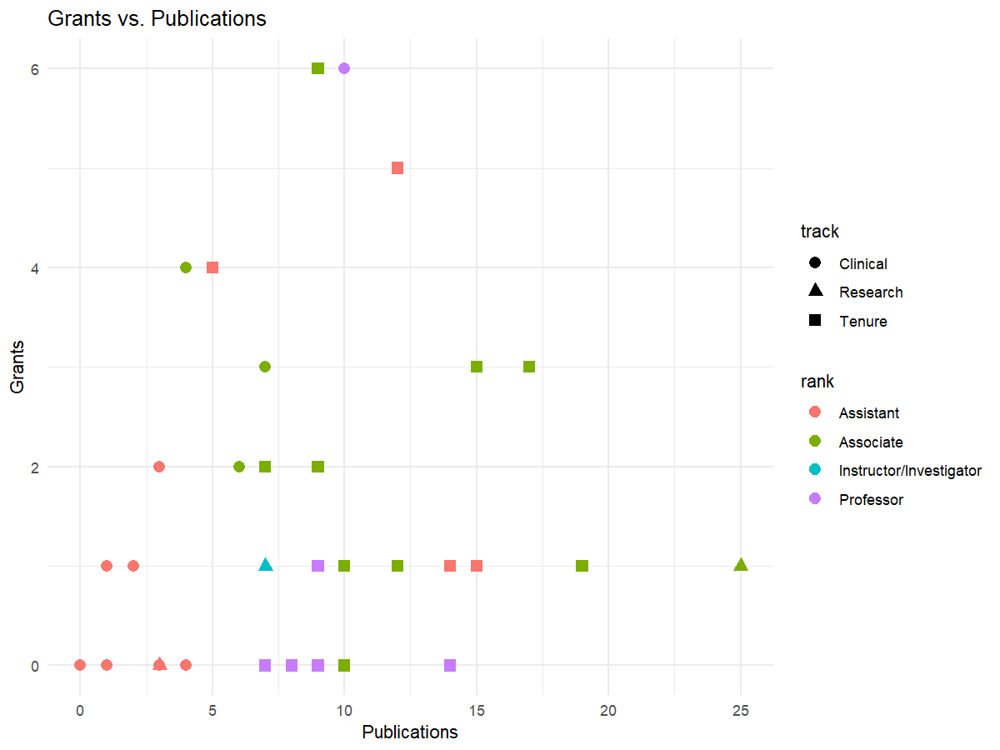 Grants vs. Publications
6
4
2
0
Grants
0 5 10 15 20 25
Publications
track
Clinical
Research
Tenure
rank
Assistant
Associate
Instructor/Investigator
Professor